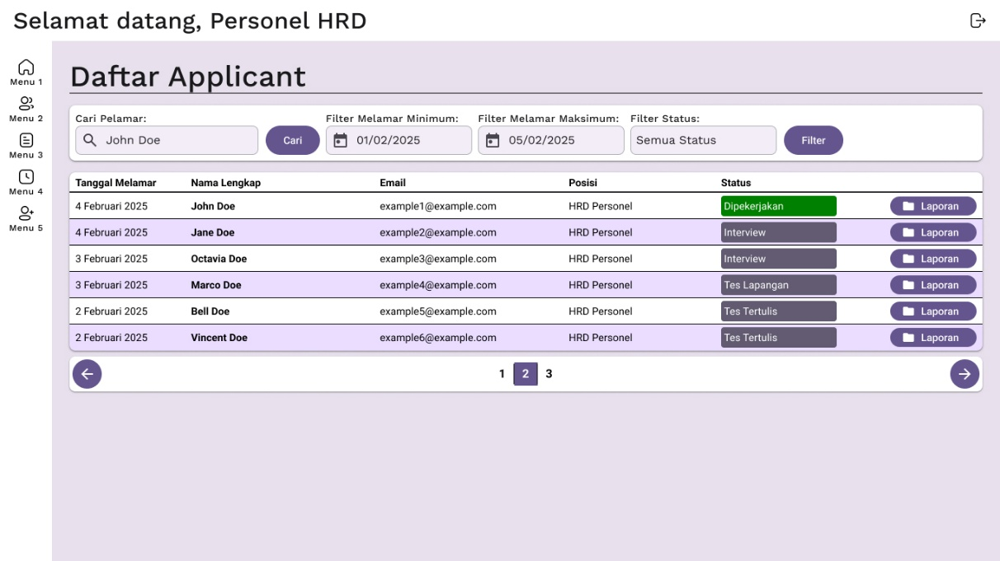 Selamat datang, Personel HRD
Menu 1
Menu 2
Menu 3
Menu 4
Menu 5
Daftar Applicant
Cari Pelamar: Filter Melamar Minimum: Filter Melamar Maksimum: Filter Status:
John Doe Cari 01/02/2025 05/02/2025 Semua Status Filter
Tanggal Melamar Nama Lengkap Email Posisi Status
4 Februari 2025 John Doe example1@example.com HRD Personel Dipekerjakan Laporan
4 Februari 2025 Jane Doe example2@example.com HRD Personel Interview Laporan
3 Februari 2025 Octavia Doe example3@example.com HRD Personel Interview Laporan
3 Februari 2025 Marco Doe example4@example.com HRD Personel Tes Lapangan Laporan
2 Februari 2025 Bell Doe example5@example.com HRD Personel Tes Tertulis Laporan
2 Februari 2025 Vincent Doe example6@example.com HRD Personel Tes Tertulis Laporan
1 2 3